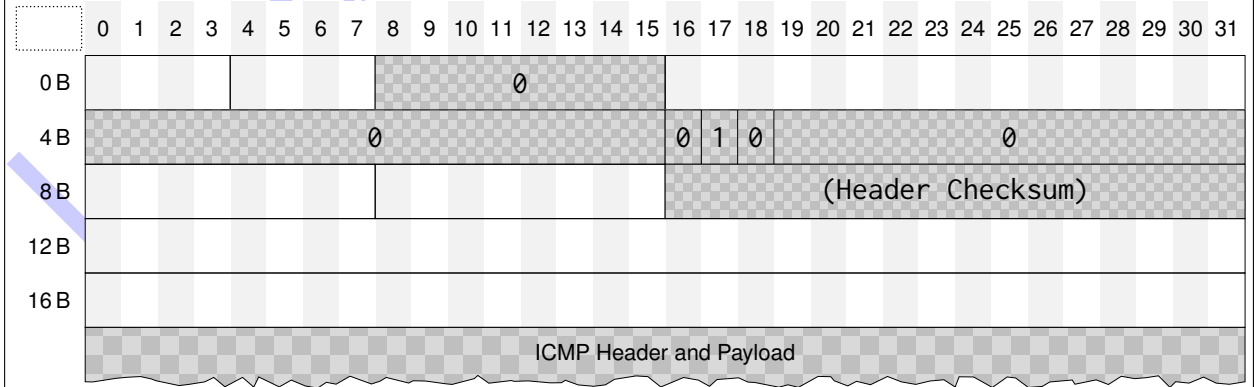 0 1 2 3 4 5 6 7 8 9 10 11 12 13 14 15 16 17 18 19 20 21 22 23 24 25 26 27 28 29 30 31
0 B 0
4 B 0 0 1 0 0
8 B (Header Checksum)
12 B
16 B
ICMP Header and Payload